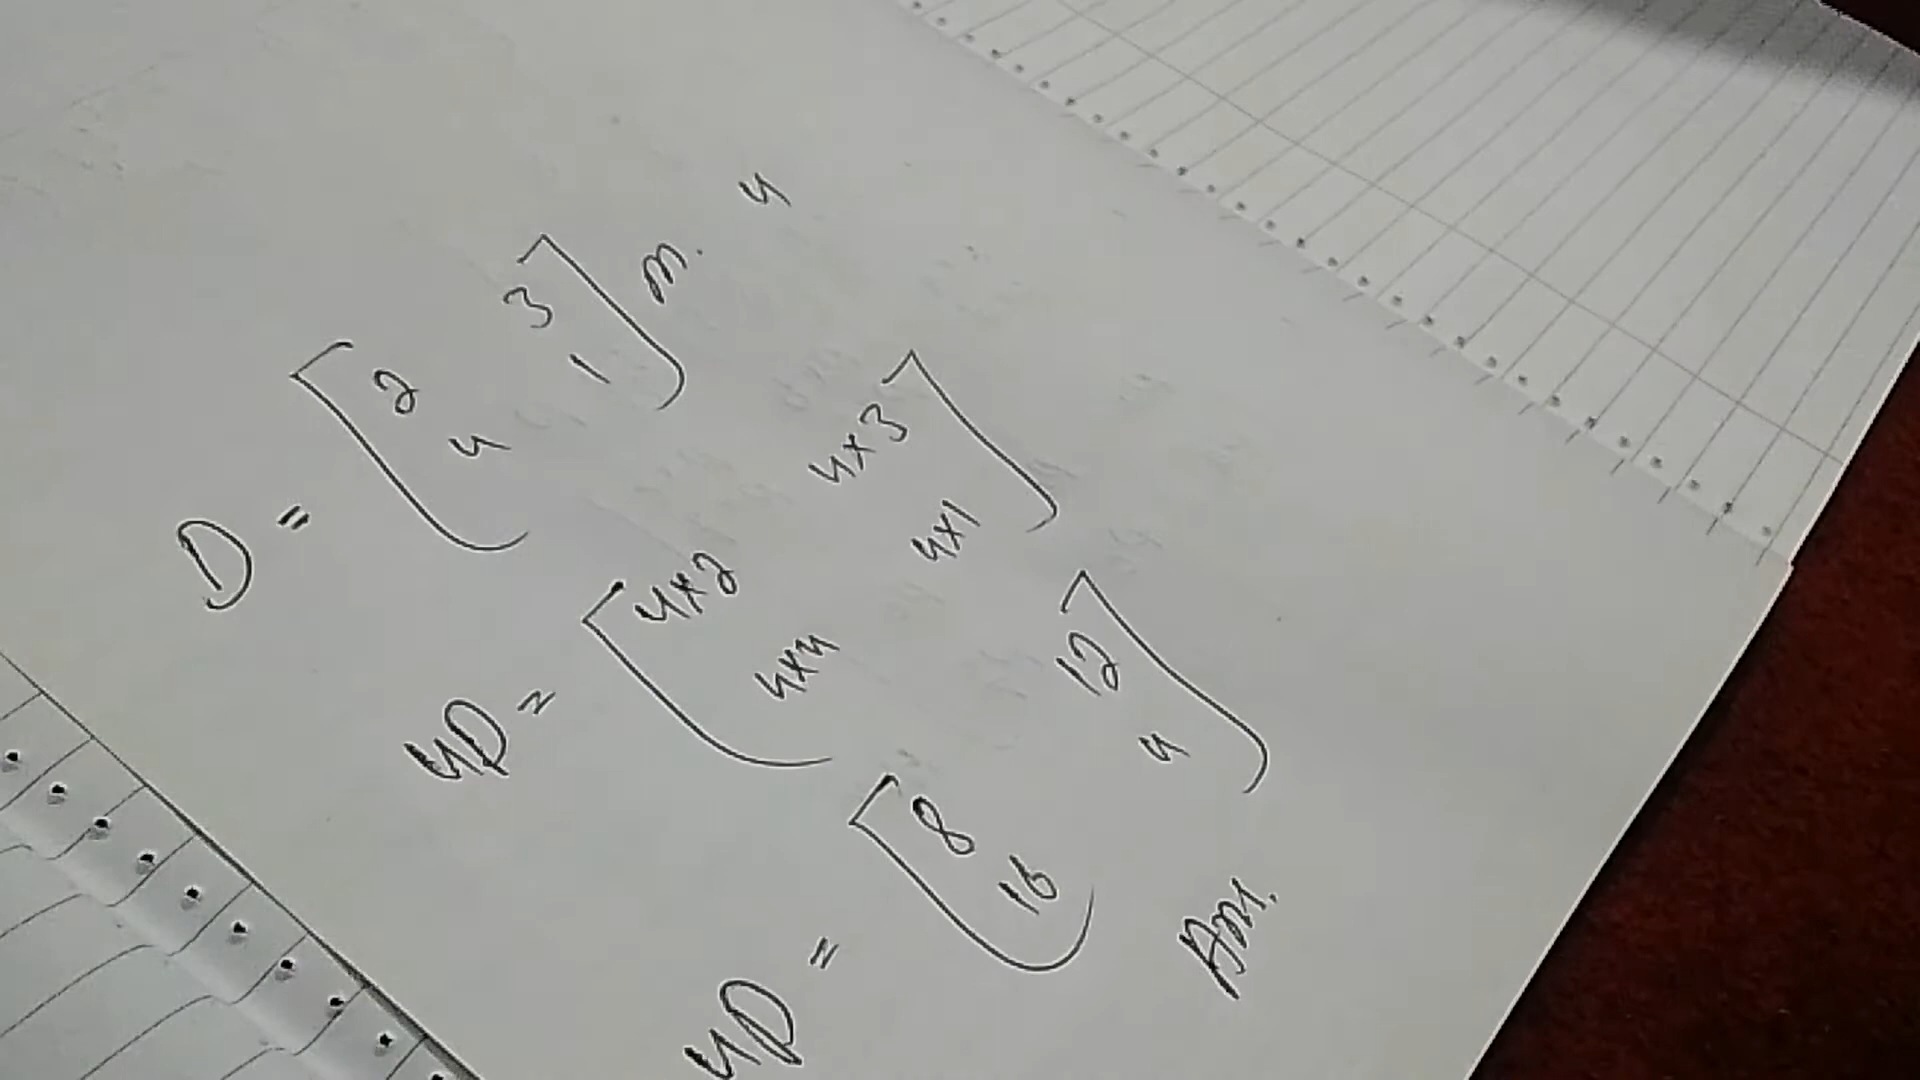 D = [ 2 3 ] m. 4
4 1
4D = [ 4×2 4×3 ]
4×4 4×1
4D = [ 8 12 ]
16 4
Ans.